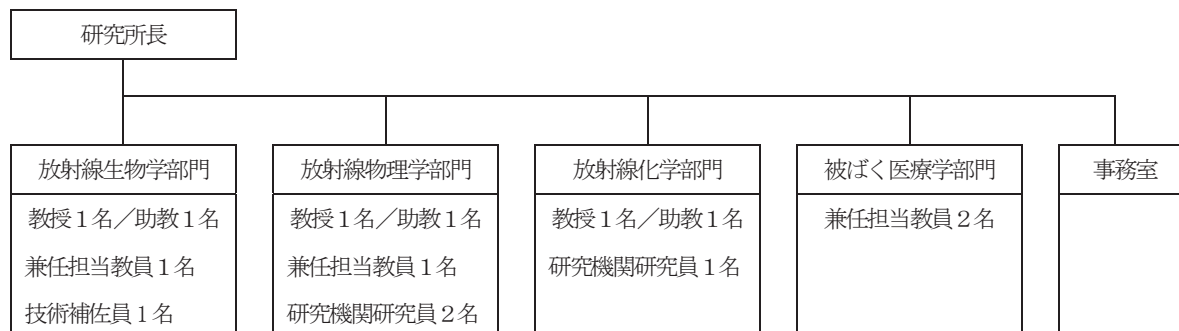 研究所長
放射線生物学部門
教授1名／助教1名
兼任担当教員1名
技術補佐員1名
放射線物理学部門
教授1名／助教1名
兼任担当教員1名
研究機関研究員2名
放射線化学部門
教授1名／助教1名
研究機関研究員1名
被ばく医療学部門
兼任担当教員2名
事務室